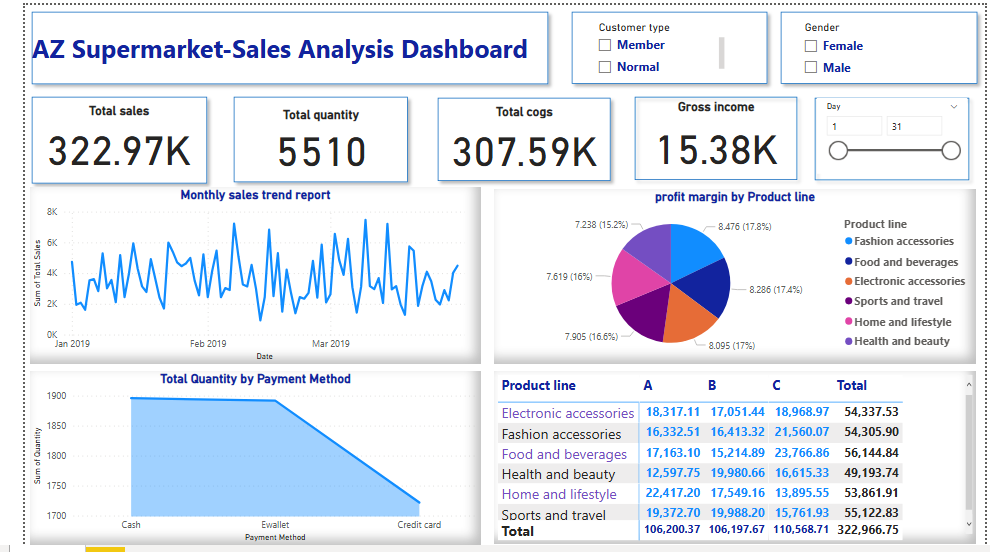 AZ Supermarket-Sales Analysis Dashboard
Customer type
Member
Normal
Gender
Female
Male
Total sales
322.97K
Total quantity
5510
Total cogs
307.59K
Gross income
15.38K
Day
1 31
Monthly sales trend report
8K
6K
4K
2K
0K
Sum of Total Sales
Jan 2019 Feb 2019 Mar 2019
Date
profit margin by Product line
7.238 (15.2%)
8.476 (17.8%)
7.619 (16%)
8.286 (17.4%)
7.905 (16.6%)
8.095 (17%)
Product line
Fashion accessories
Food and beverages
Electronic accessories
Sports and travel
Home and lifestyle
Health and beauty
Total Quantity by Payment Method
1900
1850
1800
1750
1700
Sum of Quantity
Cash Ewallet Credit card
Payment Method
Product line A B C Total
Electronic accessories 18,317.11 17,051.44 18,968.97 54,337.53
Fashion accessories 16,332.51 16,413.32 21,560.07 54,305.90
Food and beverages 17,163.10 15,214.89 23,766.86 56,144.84
Health and beauty 12,597.75 19,980.66 16,615.33 49,193.74
Home and lifestyle 22,417.20 17,549.16 13,895.55 53,861.91
Sports and travel 19,372.70 19,988.20 15,761.93 55,122.83
Total 106,200.37 106,197.67 110,568.71 322,966.75